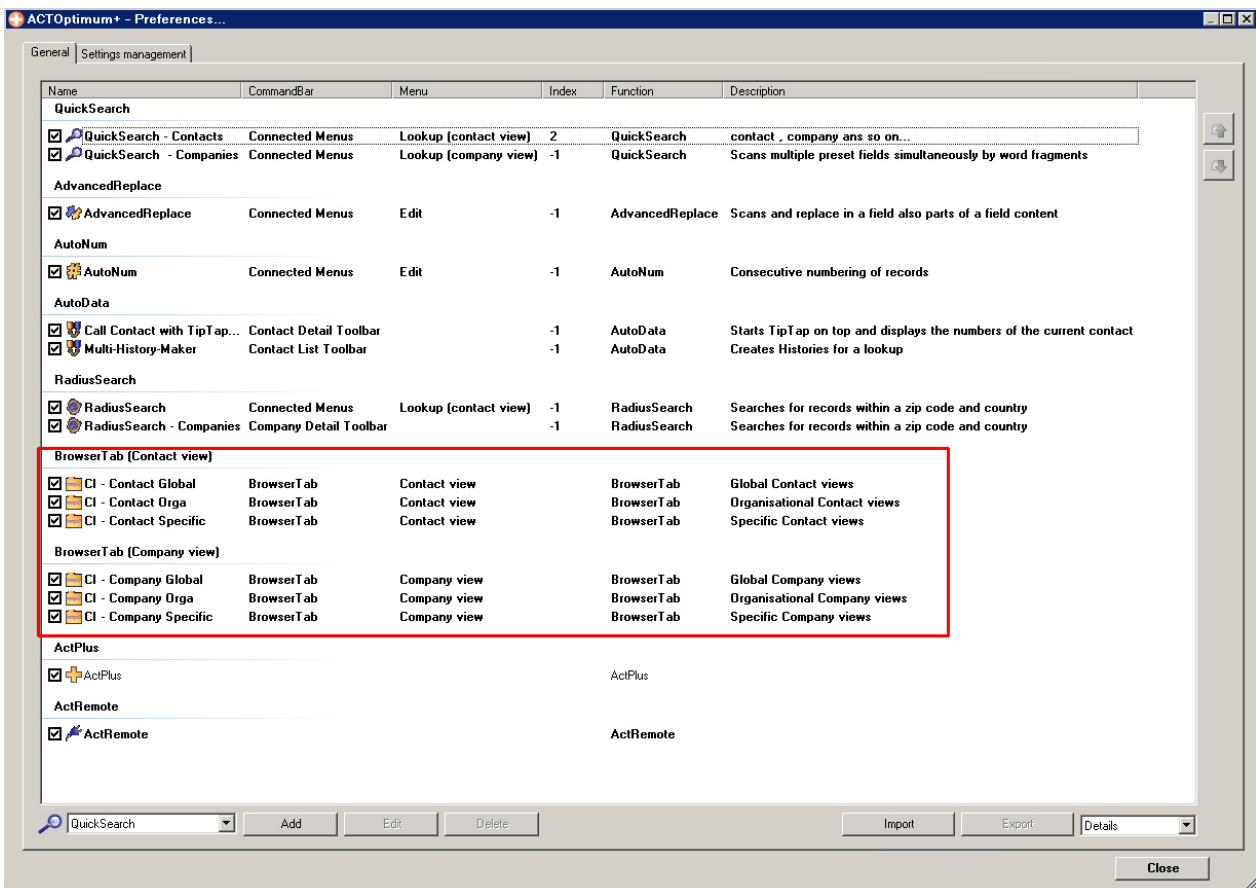 ACTOptimum+ - Preferences...
General Settings management
Name CommandBar Menu Index Function Description
QuickSearch
QuickSearch - Contacts Connected Menus Lookup (contact view) 2 QuickSearch contact , company ans so on...
QuickSearch - Companies Connected Menus Lookup (company view) -1 QuickSearch Scans multiple preset fields simultaneously by word fragments
AdvancedReplace
AdvancedReplace Connected Menus Edit -1 AdvancedReplace Scans and replace in a field also parts of a field content
AutoNum
AutoNum Connected Menus Edit -1 AutoNum Consecutive numbering of records
AutoData
Call Contact with TipTap... Contact Detail Toolbar -1 AutoData Starts TipTap on top and displays the numbers of the current contact
Multi-History-Maker Contact List Toolbar -1 AutoData Creates Histories for a lookup
RadiusSearch
RadiusSearch Connected Menus Lookup (contact view) -1 RadiusSearch Searches for records within a zip code and country
RadiusSearch - Companies Company Detail Toolbar -1 RadiusSearch Searches for records within a zip code and country
BrowserTab (Contact view)
CI - Contact Global BrowserTab Contact view BrowserTab Global Contact views
CI - Contact Orga BrowserTab Contact view BrowserTab Organisational Contact views
CI - Contact Specific BrowserTab Contact view BrowserTab Specific Contact views
BrowserTab (Company view)
CI - Company Global BrowserTab Company view BrowserTab Global Company views
CI - Company Orga BrowserTab Company view BrowserTab Organisational Company views
CI - Company Specific BrowserTab Company view BrowserTab Specific Company views
ActPlus
ActPlus ActPlus
ActRemote
ActRemote ActRemote
QuickSearch Add Edit Delete Import Export Details
Close